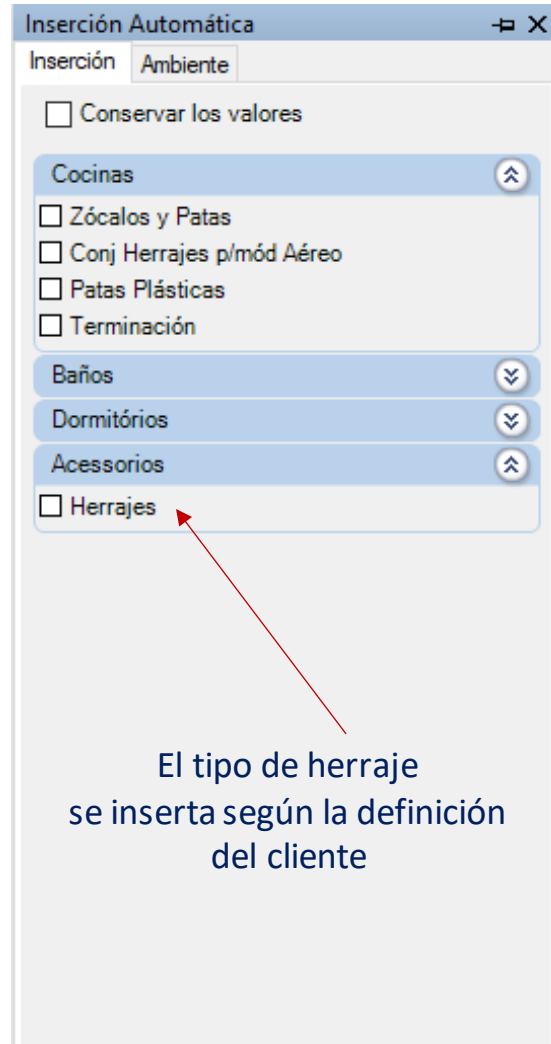 Inserción Automática
Inserción Ambiente
Conservar los valores
Cocinas
Zócalos y Patas
Conj Herrajes p/mód Aéreo
Patas Plásticas
Terminación
Baños
Dormitórios
Acessorios
Herrajes
El tipo de herraje
se inserta según la definición
del cliente